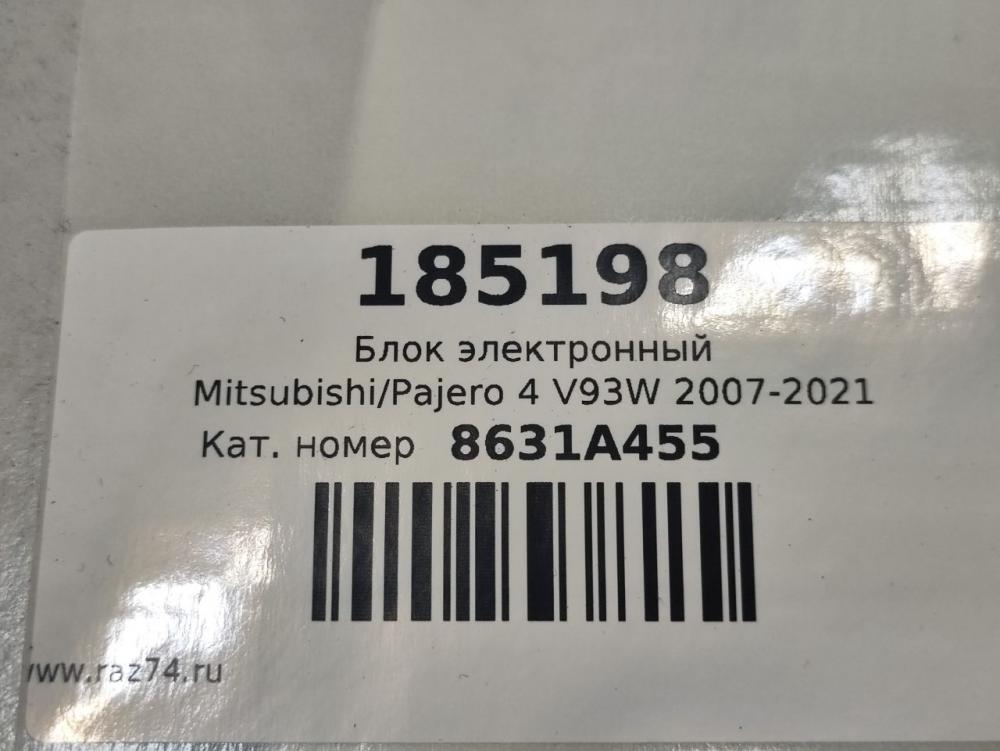 185198
Блок электронный
Mitsubishi/Pajero 4 V93W 2007-2021
Кат. номер 8631A455
www.raz74.ru